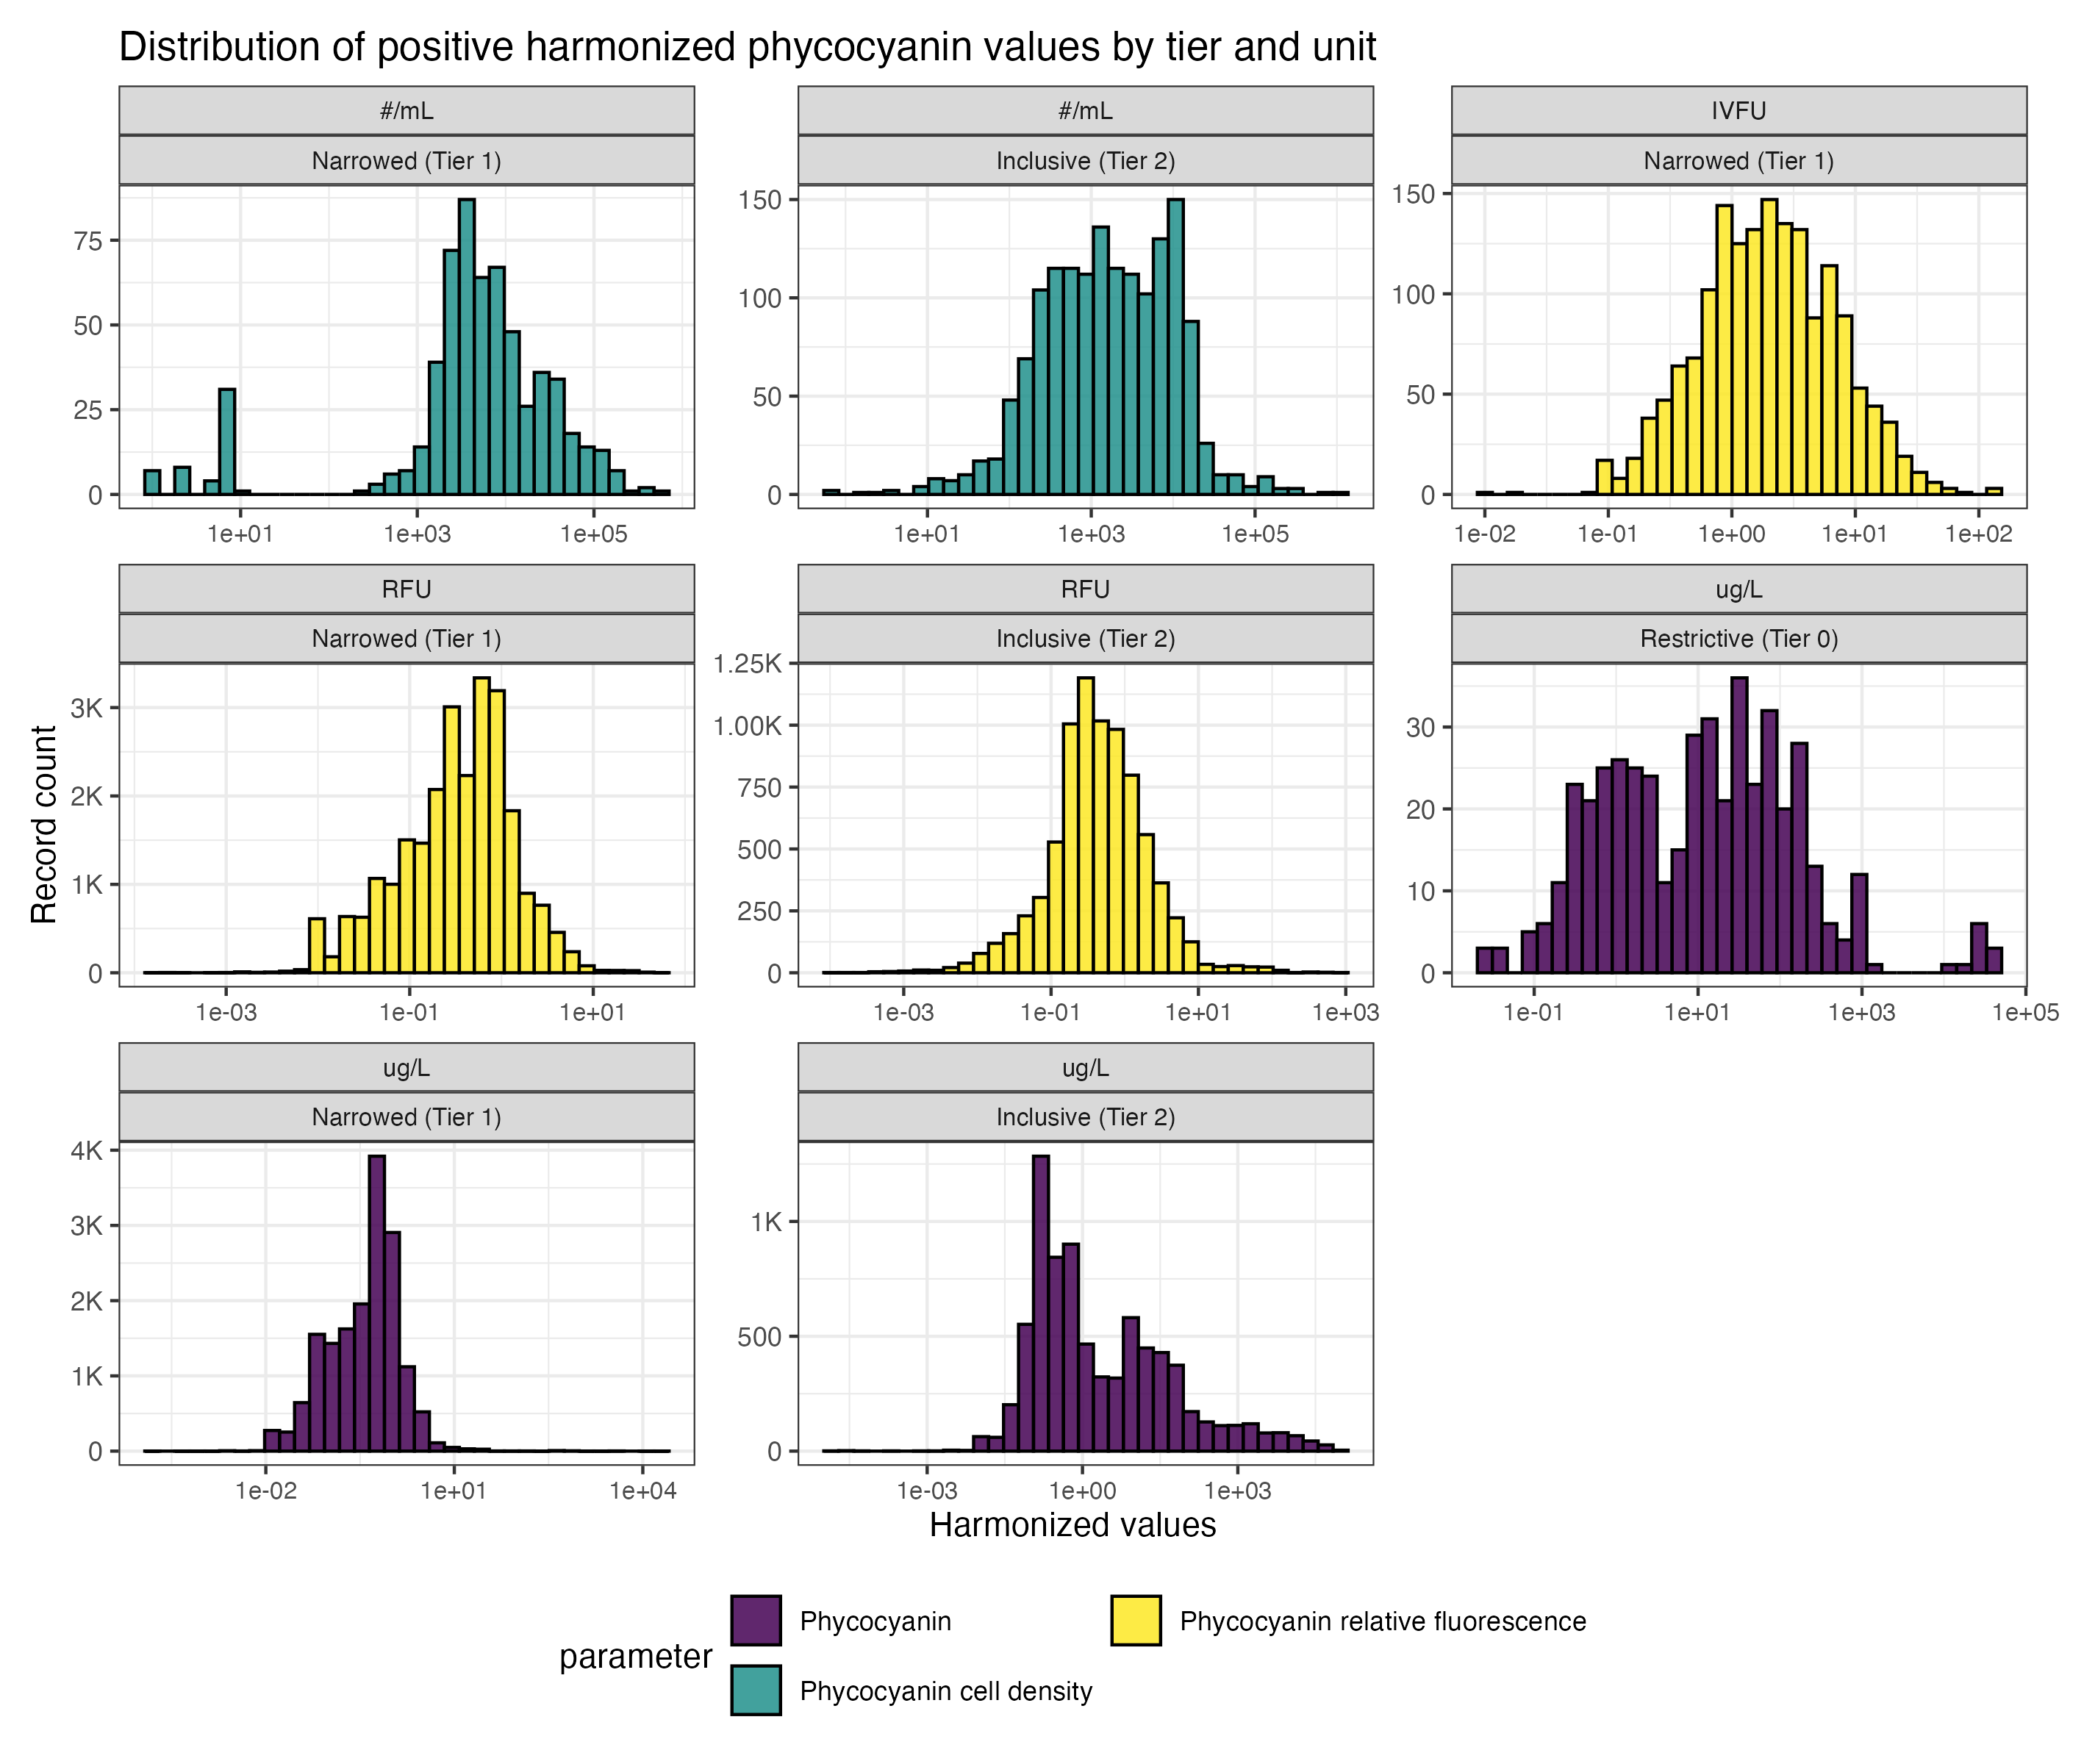 Distribution of positive harmonized phycocyanin values by tier and unit
#/mL
Narrowed (Tier 1)
75
50
25
0
1e+01 1e+03 1e+05
#/mL
Inclusive (Tier 2)
150
100
50
0
1e+01 1e+03 1e+05
IVFU
Narrowed (Tier 1)
150
100
50
0
1e-02 1e-01 1e+00 1e+01 1e+02
RFU
Narrowed (Tier 1)
3K
2K
1K
0
1e-03 1e-01 1e+01
RFU
Inclusive (Tier 2)
1.25K
1.00K
750
500
250
0
1e-03 1e-01 1e+01 1e+03
ug/L
Restrictive (Tier 0)
30
20
10
0
1e-01 1e+01 1e+03 1e+05
ug/L
Narrowed (Tier 1)
4K
3K
2K
1K
0
1e-02 1e+01 1e+04
ug/L
Inclusive (Tier 2)
1K
500
0
1e-03 1e+00 1e+03
Record count
Harmonized values
parameter
Phycocyanin
Phycocyanin cell density
Phycocyanin relative fluorescence